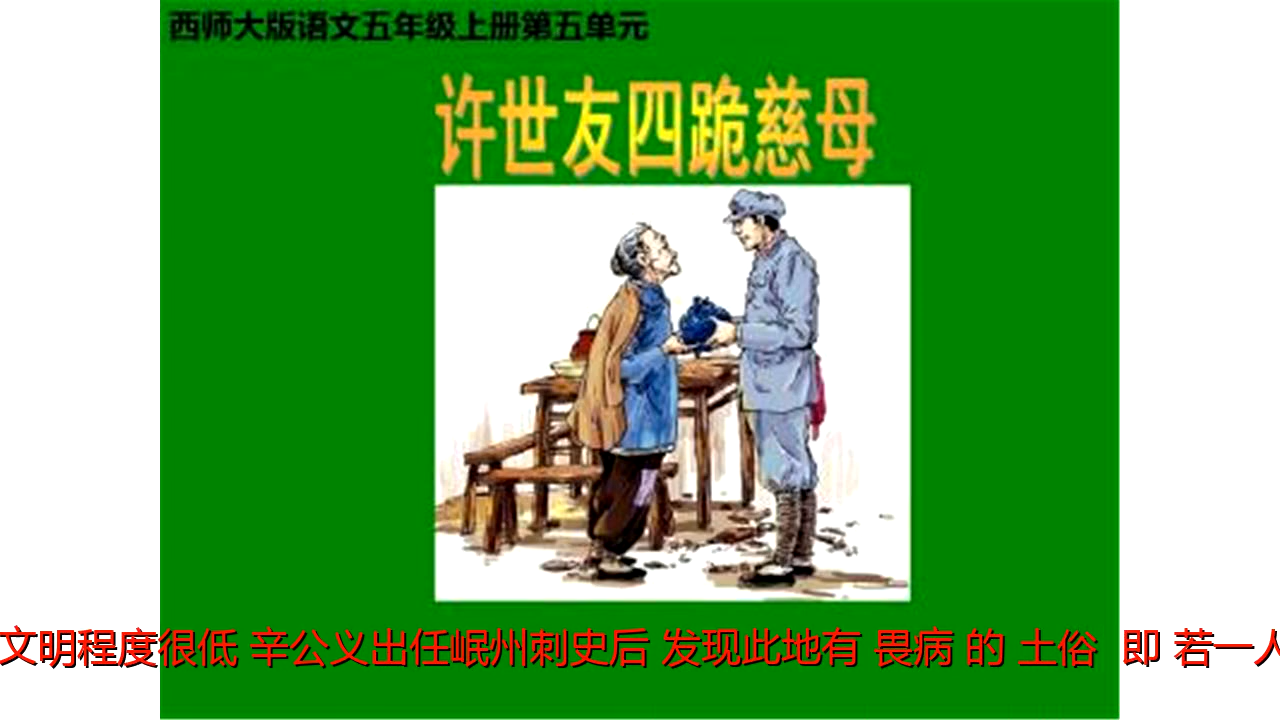 西师大版语文五年级上册第五单元
许世友四跪慈母
文明程度很低 辛公义出任岷州刺史后 发现此地有 畏病 的 土俗 即 若一人